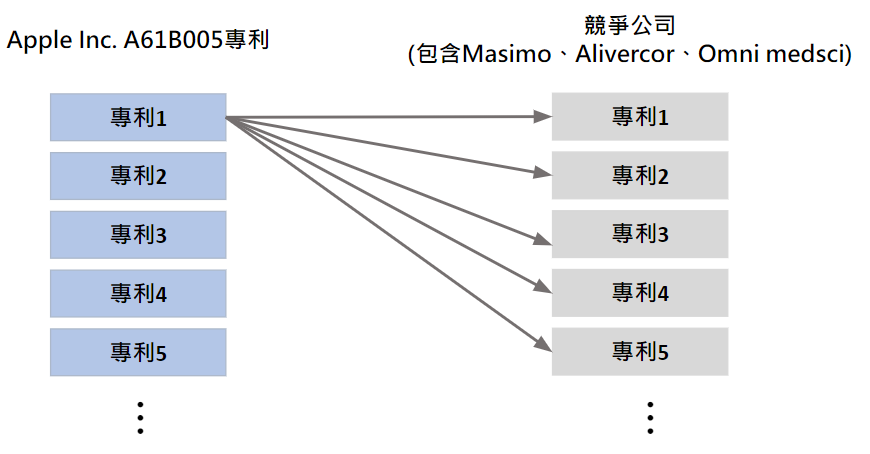 Apple Inc. A61B005專利
競爭公司
(包含Masimo、Alivercor、Omni medsci)
專利1
專利1
專利2
專利2
專利3
專利3
專利4
專利4
專利5
專利5